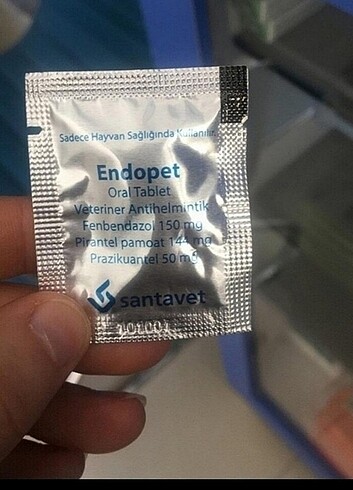 Sadece Hayvan Sağlığında Kullanılır.
Endopet
Oral Tablet
Veteriner Antihelmintik
Fenbendazol 150 mg
Pirantel pamoat 144 mg
Prazikuantel 50 mg
santavet